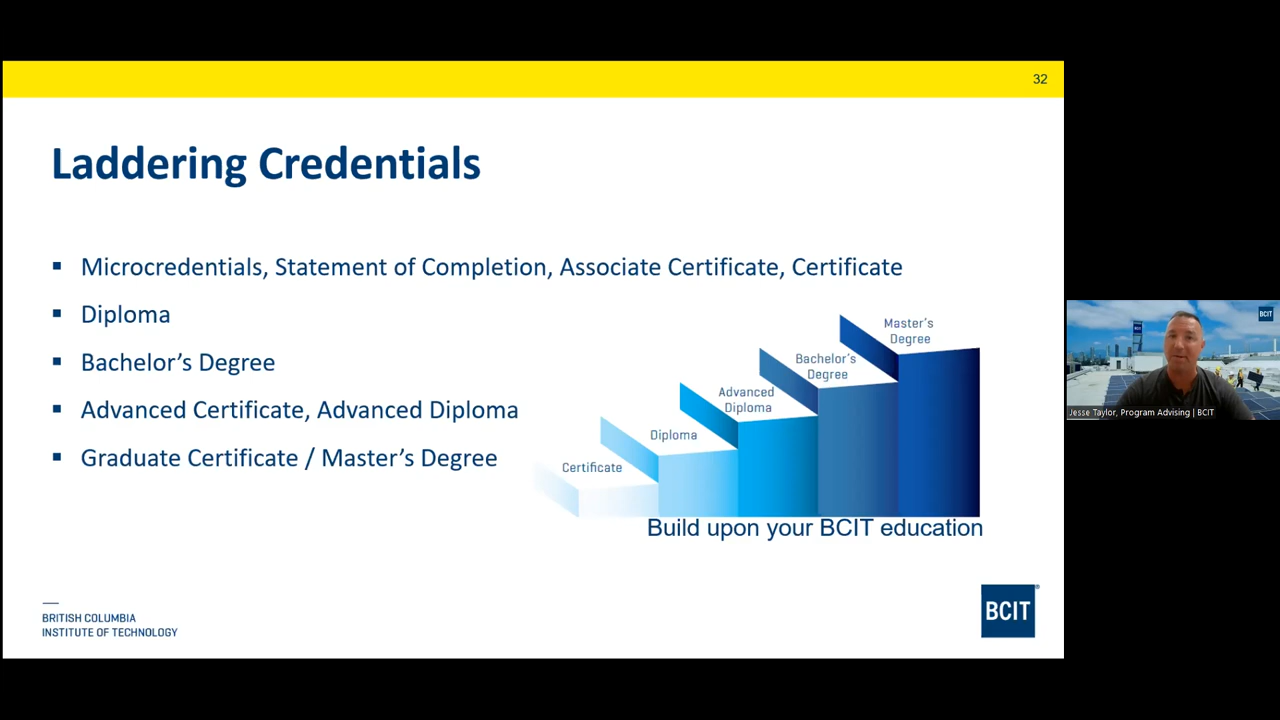 32
Laddering Credentials
Microcredentials, Statement of Completion, Associate Certificate, Certificate
Diploma
Bachelor’s Degree
Advanced Certificate, Advanced Diploma
Graduate Certificate / Master’s Degree
Master’s
Degree
Bachelor’s
Degree
Advanced
Diploma
Diploma
Certificate
Build upon your BCIT education
BRITISH COLUMBIA
INSTITUTE OF TECHNOLOGY
BCIT®
BCIT
Jesse Taylor, Program Advising | BCIT